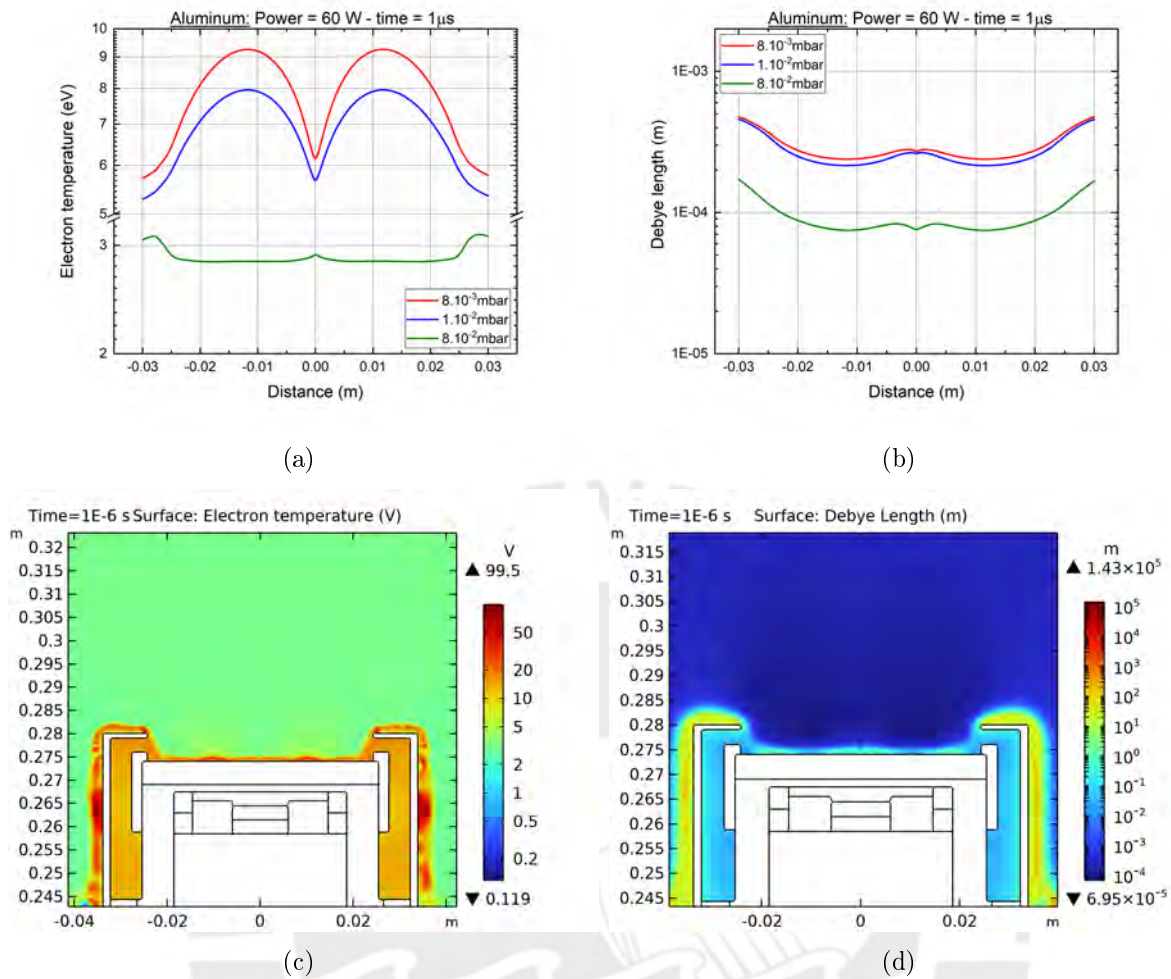 Aluminum: Power = 60 W - time = 1μs
10
9
8
7
6
5
3
2
Electron temperature (eV)
8.10⁻³mbar
1.10⁻²mbar
8.10⁻²mbar
-0.03 -0.02 -0.01 0.00 0.01 0.02 0.03
Distance (m)
(a)
Aluminum: Power = 60 W - time = 1μs
8.10⁻³mbar
1.10⁻²mbar
8.10⁻²mbar
1E-03
1E-04
1E-05
Debye length (m)
-0.03 -0.02 -0.01 0.00 0.01 0.02 0.03
Distance (m)
(b)
Time=1E-6 s Surface: Electron temperature (V)
m
0.32
0.315
0.31
0.305
0.3
0.295
0.29
0.285
0.28
0.275
0.27
0.265
0.26
0.255
0.25
0.245
-0.04 -0.02 0 0.02 m
V
▲ 99.5
50
20
10
5
2
1
0.5
0.2
▼ 0.119
(c)
Time=1E-6 s Surface: Debye Length (m)
m
0.315
0.31
0.305
0.3
0.295
0.29
0.285
0.28
0.275
0.27
0.265
0.26
0.255
0.25
0.245
-0.02 0 0.02 m
m
▲ 1.43×10⁵
10⁵
10⁴
10³
10²
10¹
10⁰
10⁻¹
10⁻²
10⁻³
10⁻⁴
▼ 6.95×10⁻⁵
(d)